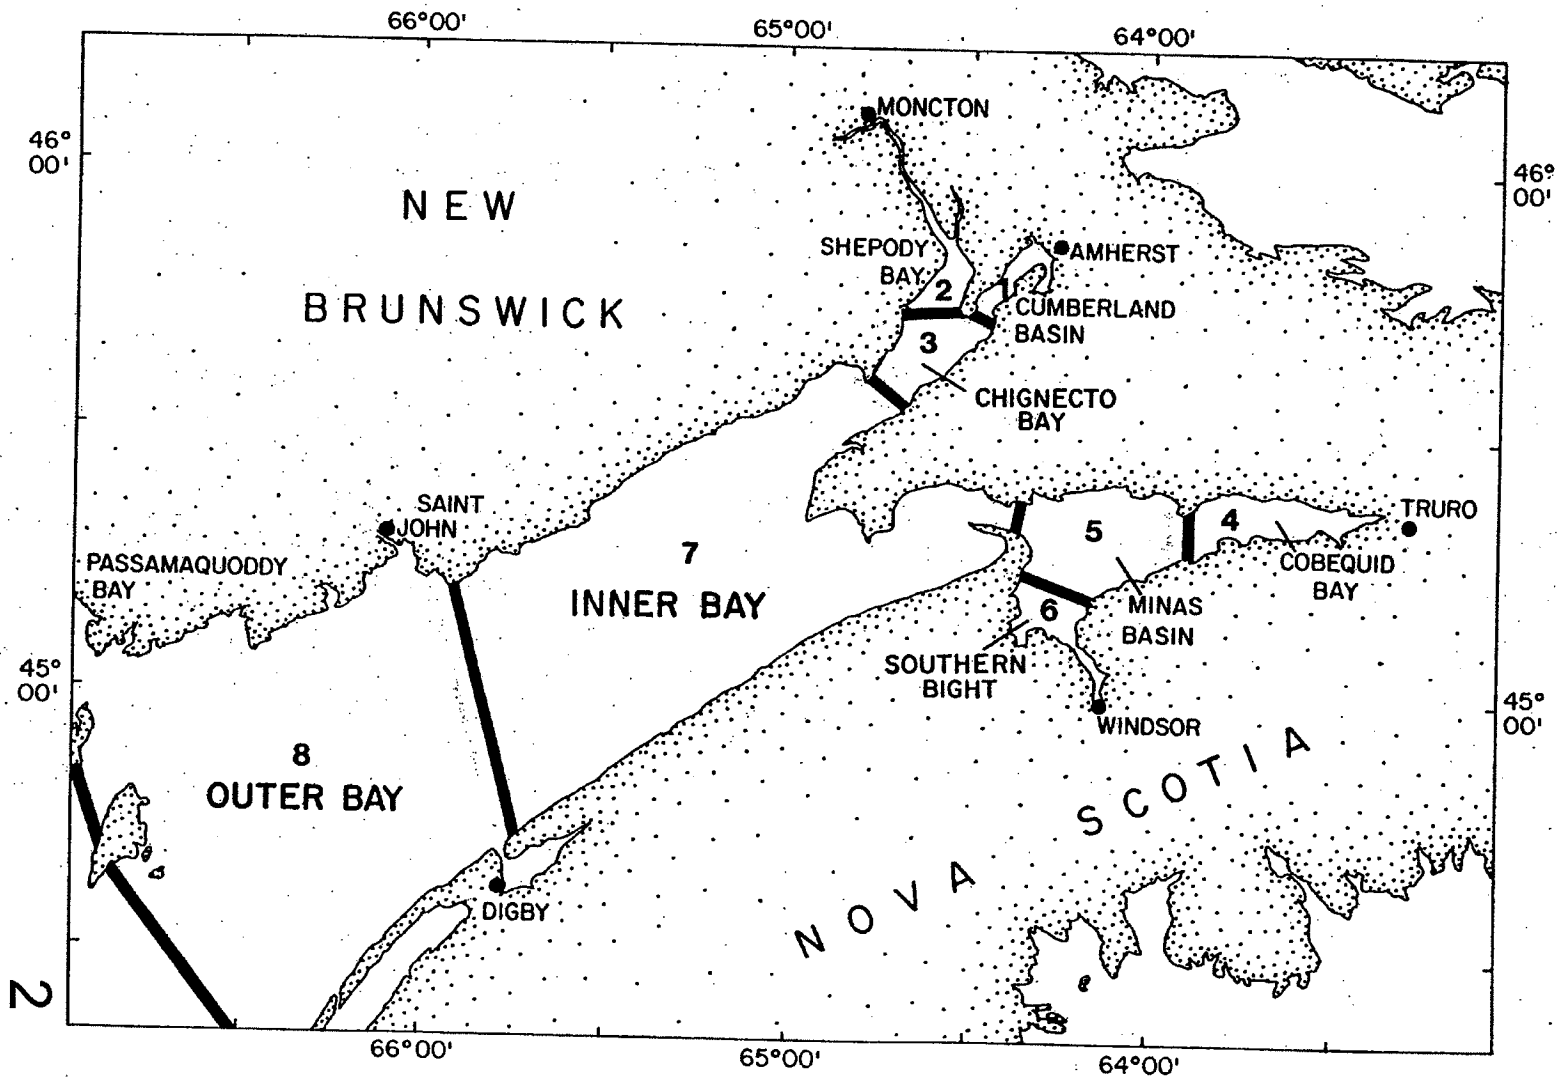 66°00'
65°00'
64°00'
MONCTON
46°
00'
46°
00'
NEW
SHEPODY
BAY
AMHERST
2
1
CUMBERLAND
BASIN
BRUNSWICK
3
CHIGNECTO
BAY
SAINT
JOHN
TRURO
5
4
7
INNER BAY
PASSAMAQUODDY
BAY
COBEQUID
BAY
6
MINAS
BASIN
SOUTHERN
BIGHT
45°
00'
45°
00'
WINDSOR
8
OUTER BAY
NOVA SCOTIA
DIGBY
2
66°00'
65°00'
64°00'